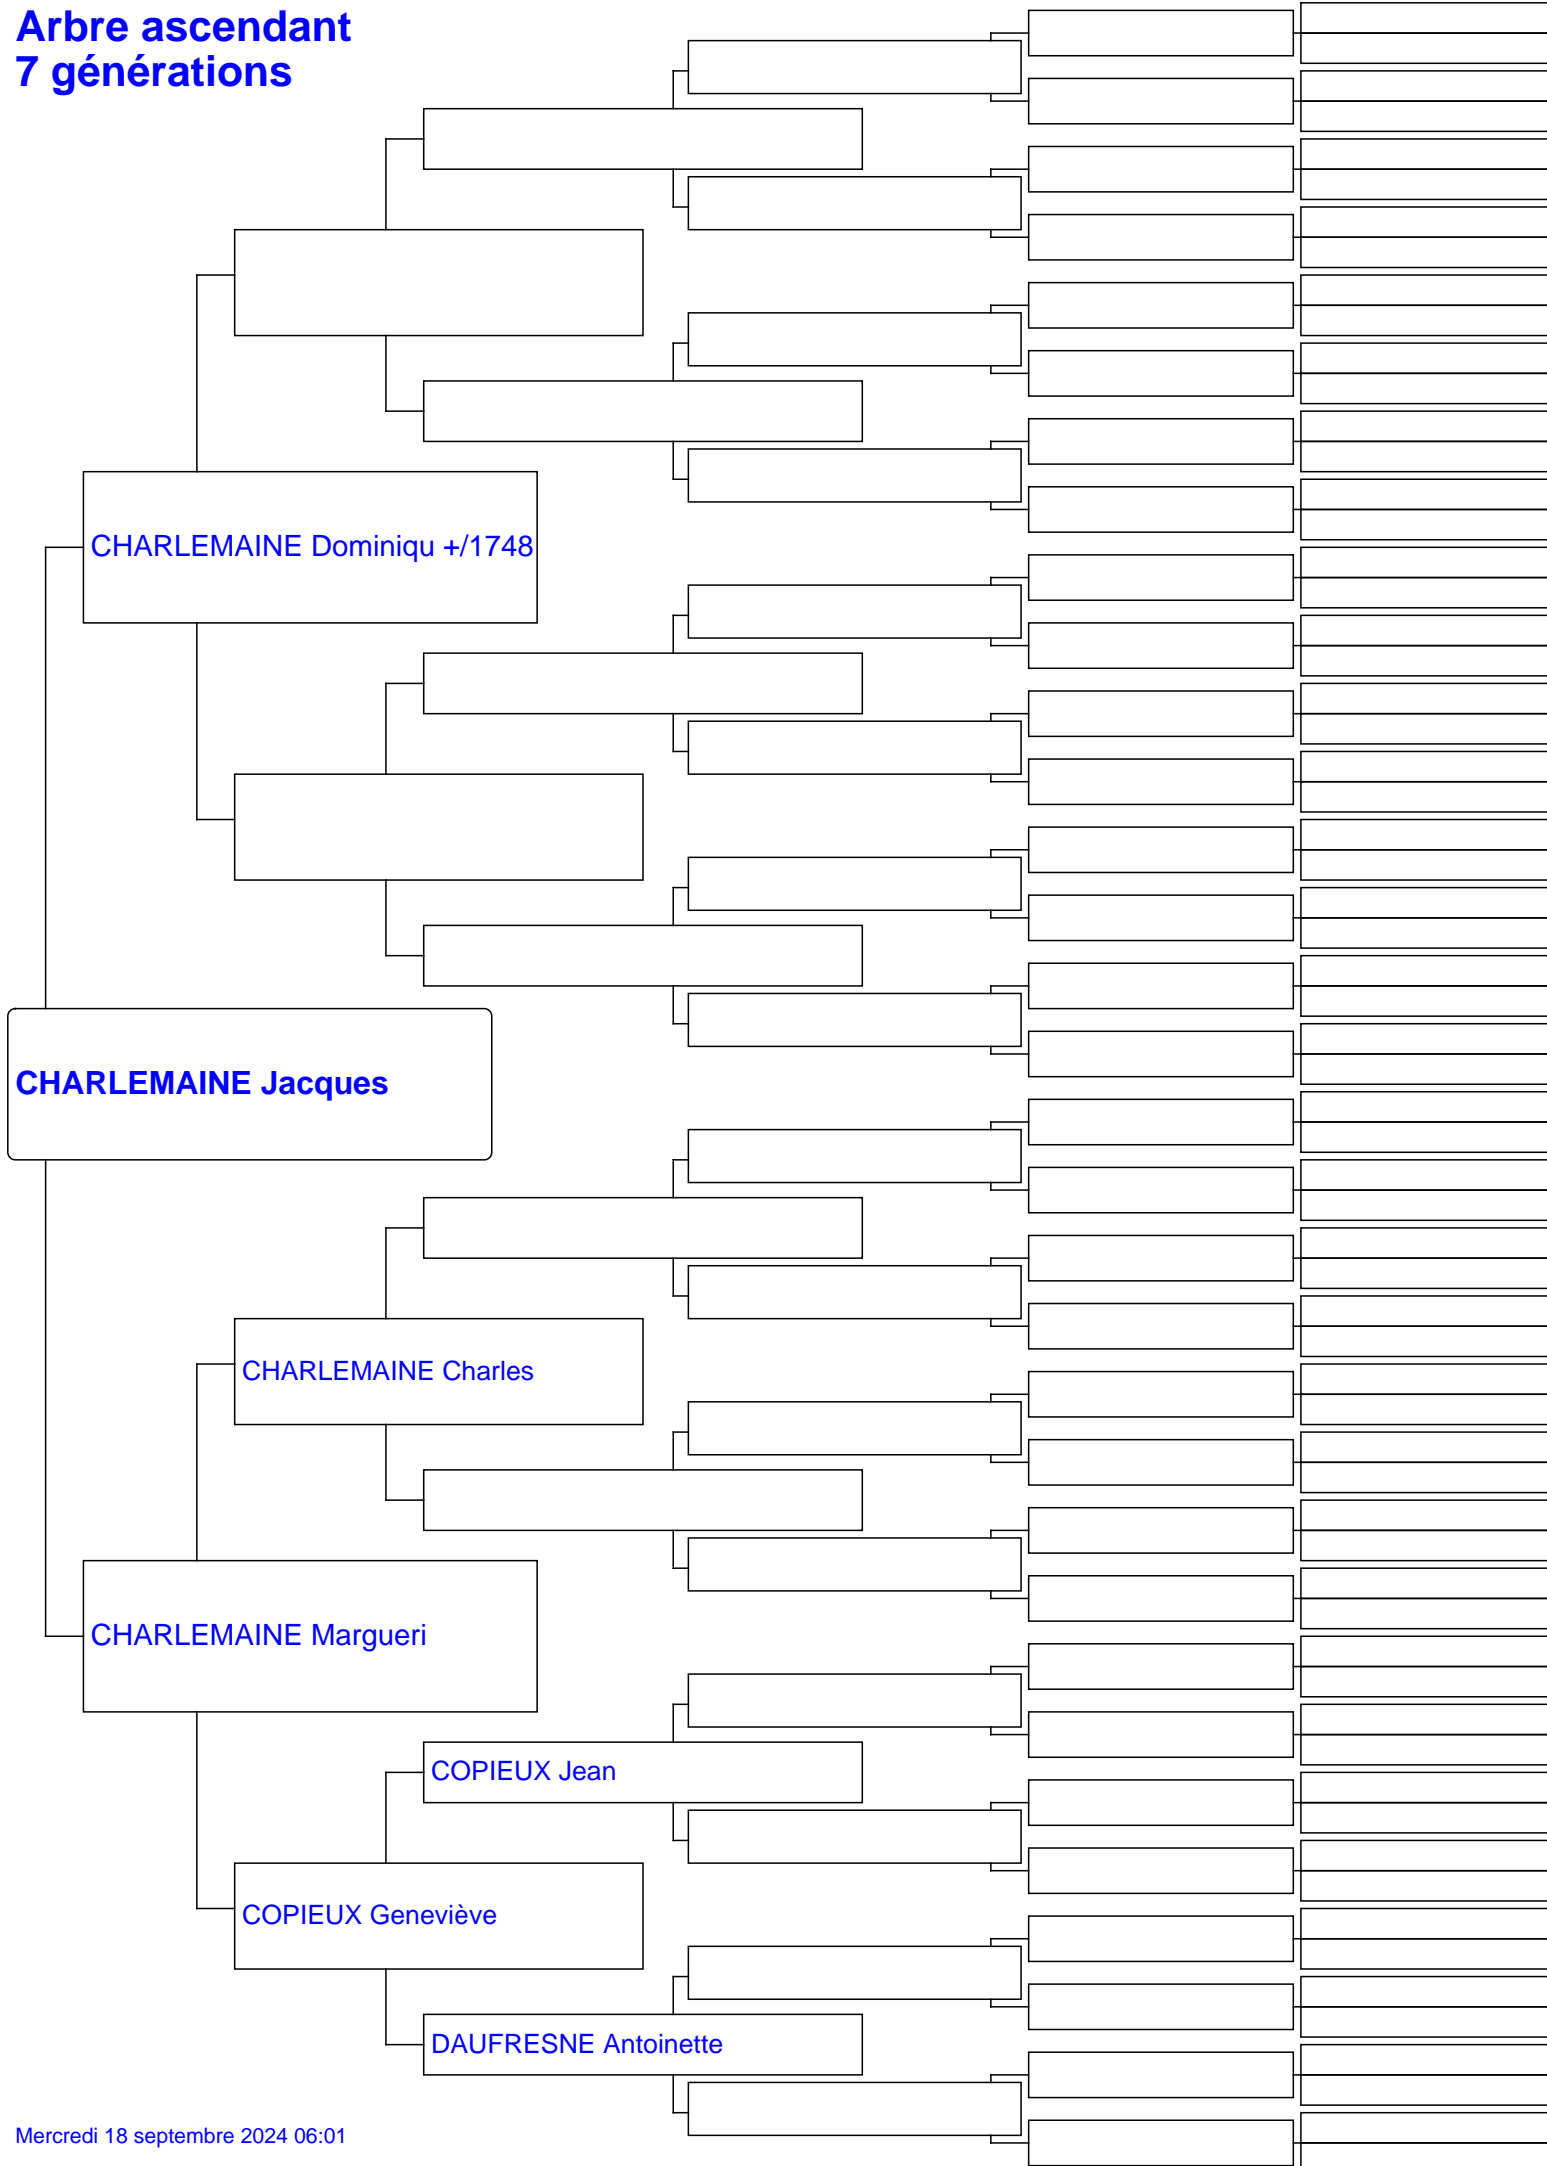 Arbre ascendant
7 générations
CHARLEMAINE Dominiqu +/1748
CHARLEMAINE Jacques
CHARLEMAINE Charles
CHARLEMAINE Margueri
COPIEUX Jean
COPIEUX Geneviève
DAUFRESNE Antoinette
Mercredi 18 septembre 2024 06:01